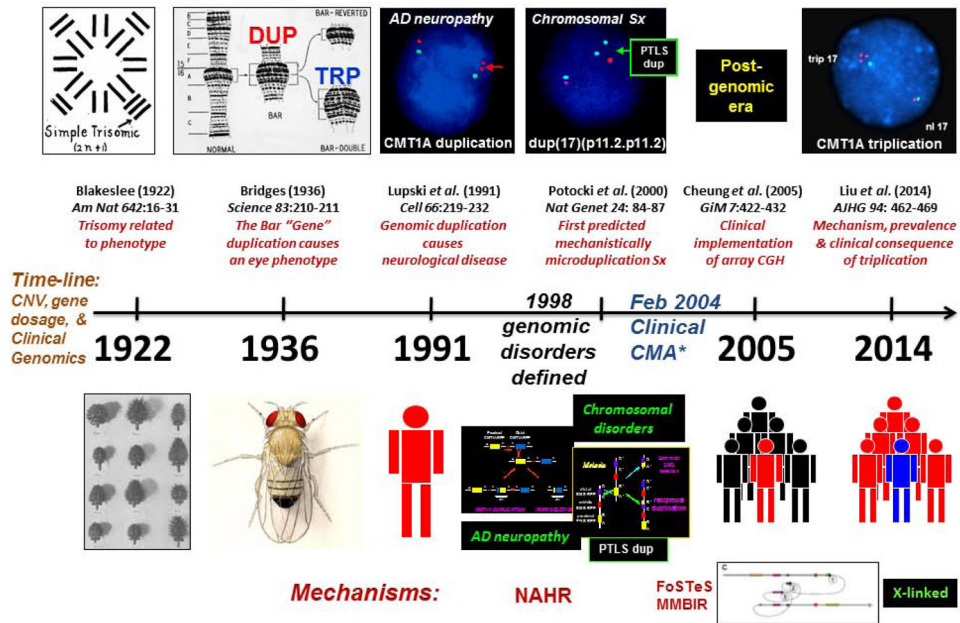 Simple Trisomic
(2n+1)
BAR-REVERTED
DUP
TRP
NORMAL
BAR
BAR-DOUBLE
AD neuropathy
CMT1A duplication
Chromosomal Sx
PTLS
dup
dup(17)(p11.2.p11.2)
Post-
genomic
era
trip 17
nl 17
CMT1A triplication
Blakeslee (1922)
Am Nat 642:16-31
Trisomy related
to phenotype
Bridges (1936)
Science 83:210-211
The Bar “Gene”
duplication causes
an eye phenotype
Lupski et al. (1991)
Cell 66:219-232
Genomic duplication
causes
neurological disease
Potocki et al. (2000)
Nat Genet 24: 84-87
First predicted
mechanistically
microduplication Sx
Cheung et al. (2005)
GiM 7:422-432
Clinical
implementation
of array CGH
Liu et al. (2014)
AJHG 94: 462-469
Mechanism, prevalence
& clinical consequence
of triplication
Time-line:
CNV, gene
dosage, &
Clinical
Genomics
1922
1936
1991
1998
genomic
disorders
defined
Feb 2004
Clinical
CMA*
2005
2014
Chromosomal
disorders
Meiosis
AD neuropathy
PTLS dup
Mechanisms:
NAHR
FoSTeS
MMBIR
C
X-linked